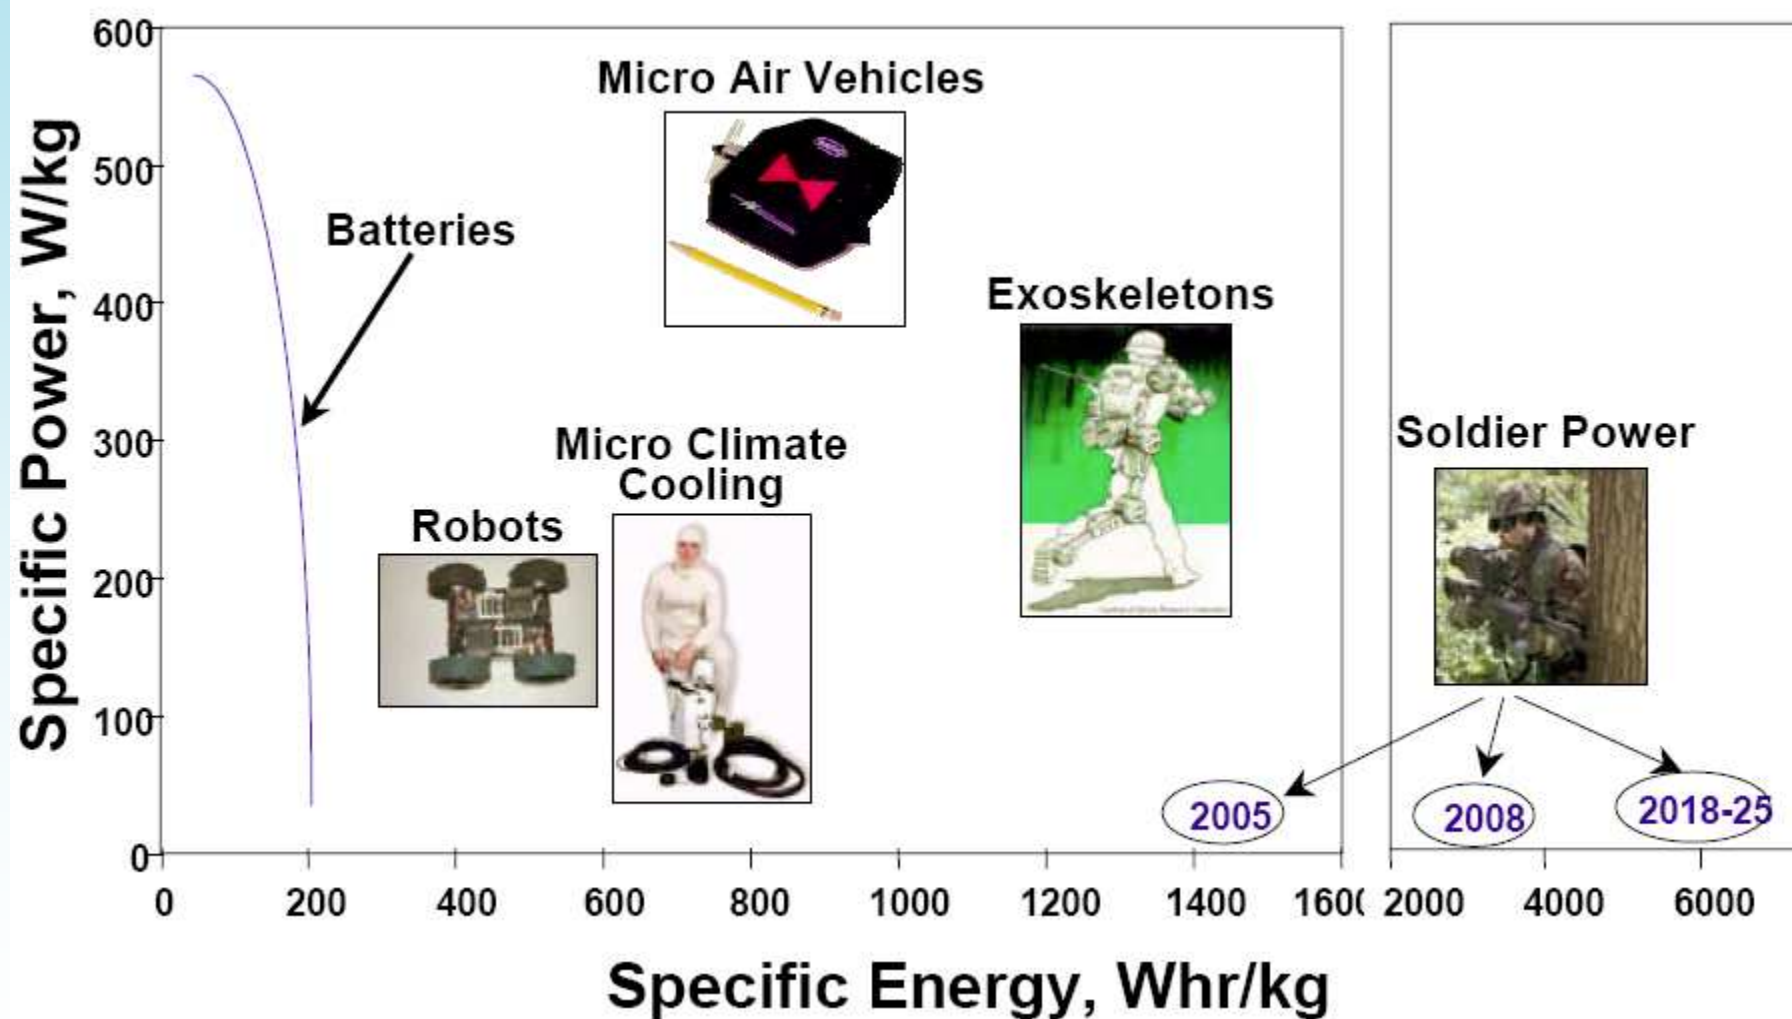 Specific Power, W/kg
600
500
400
300
200
100
0
Batteries
Micro Air Vehicles
Exoskeletons
Micro Climate
Cooling
Robots
Soldier Power
2005
2008
2018-25
0 200 400 600 800 1000 1200 1400 160 2000 4000 6000
Specific Energy, Whr/kg